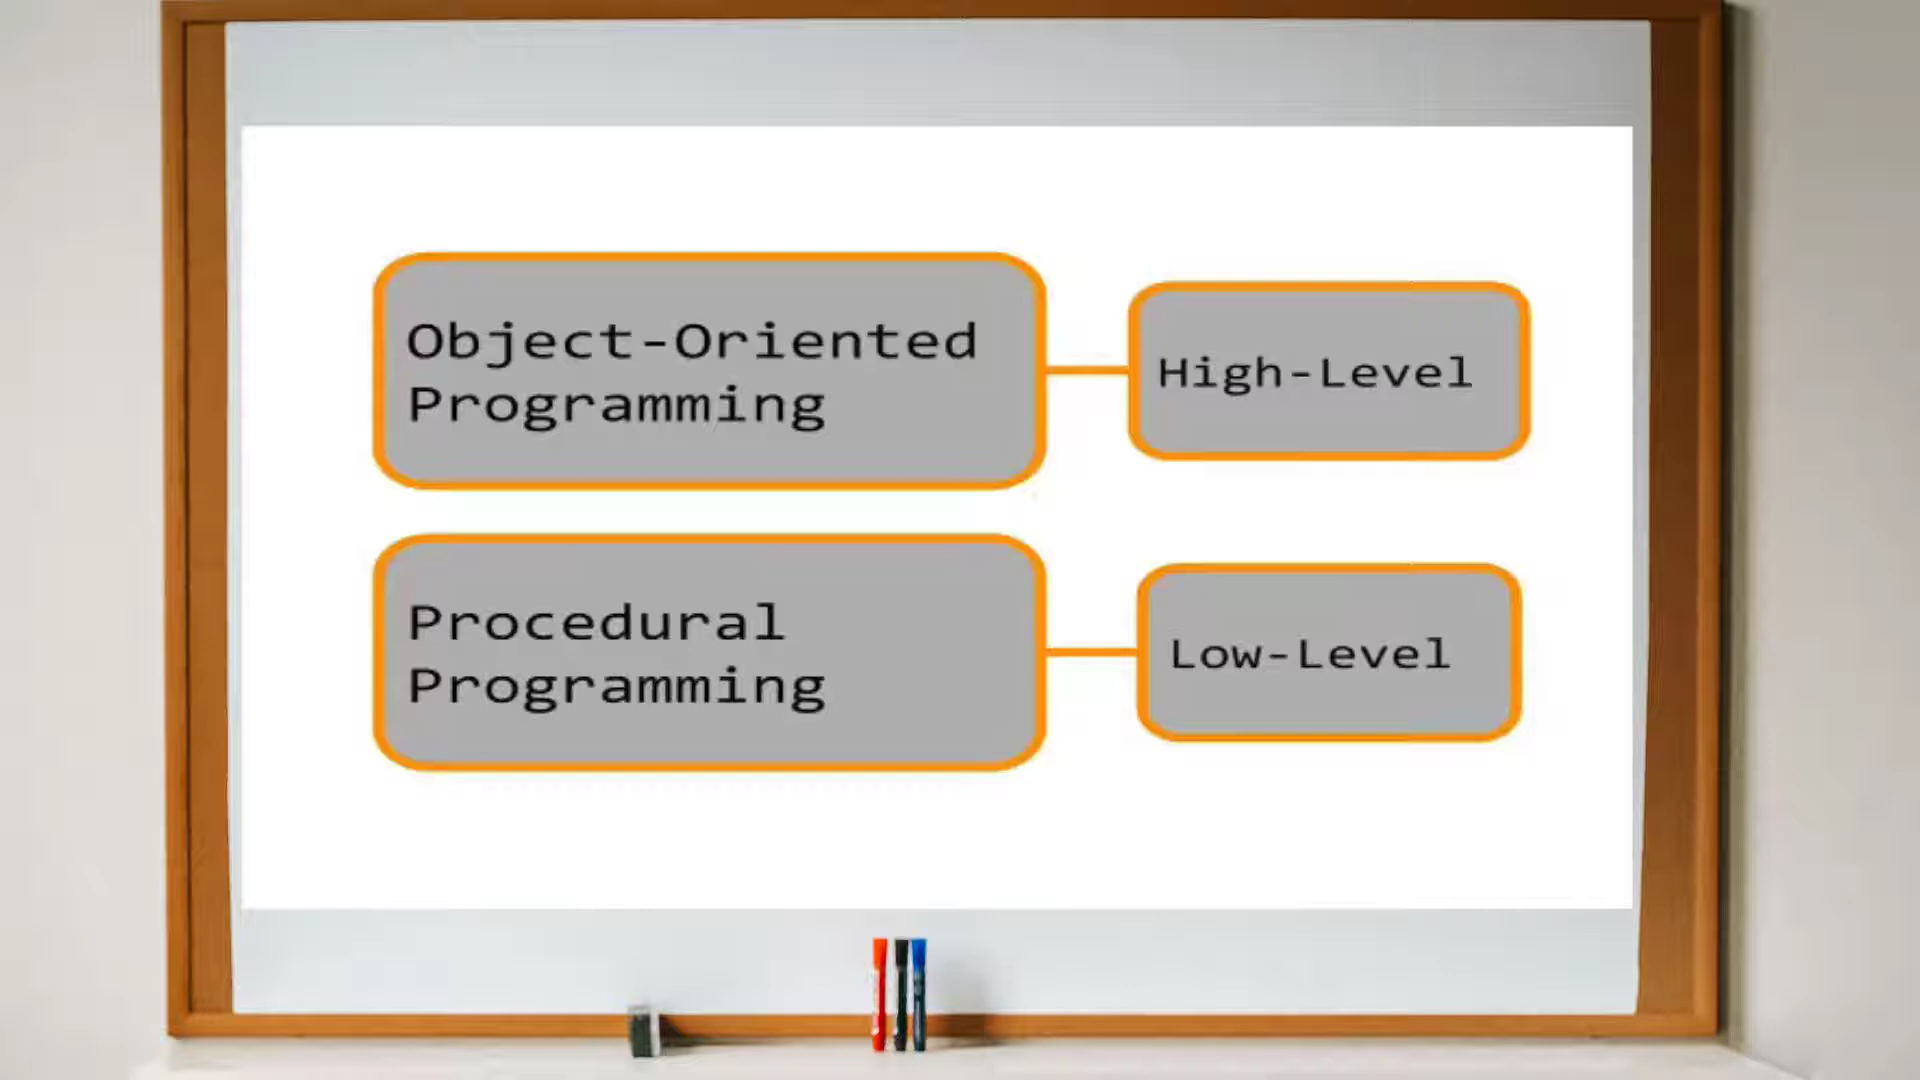 Object-Oriented
Programming
High-Level
Procedural
Programming
Low-Level